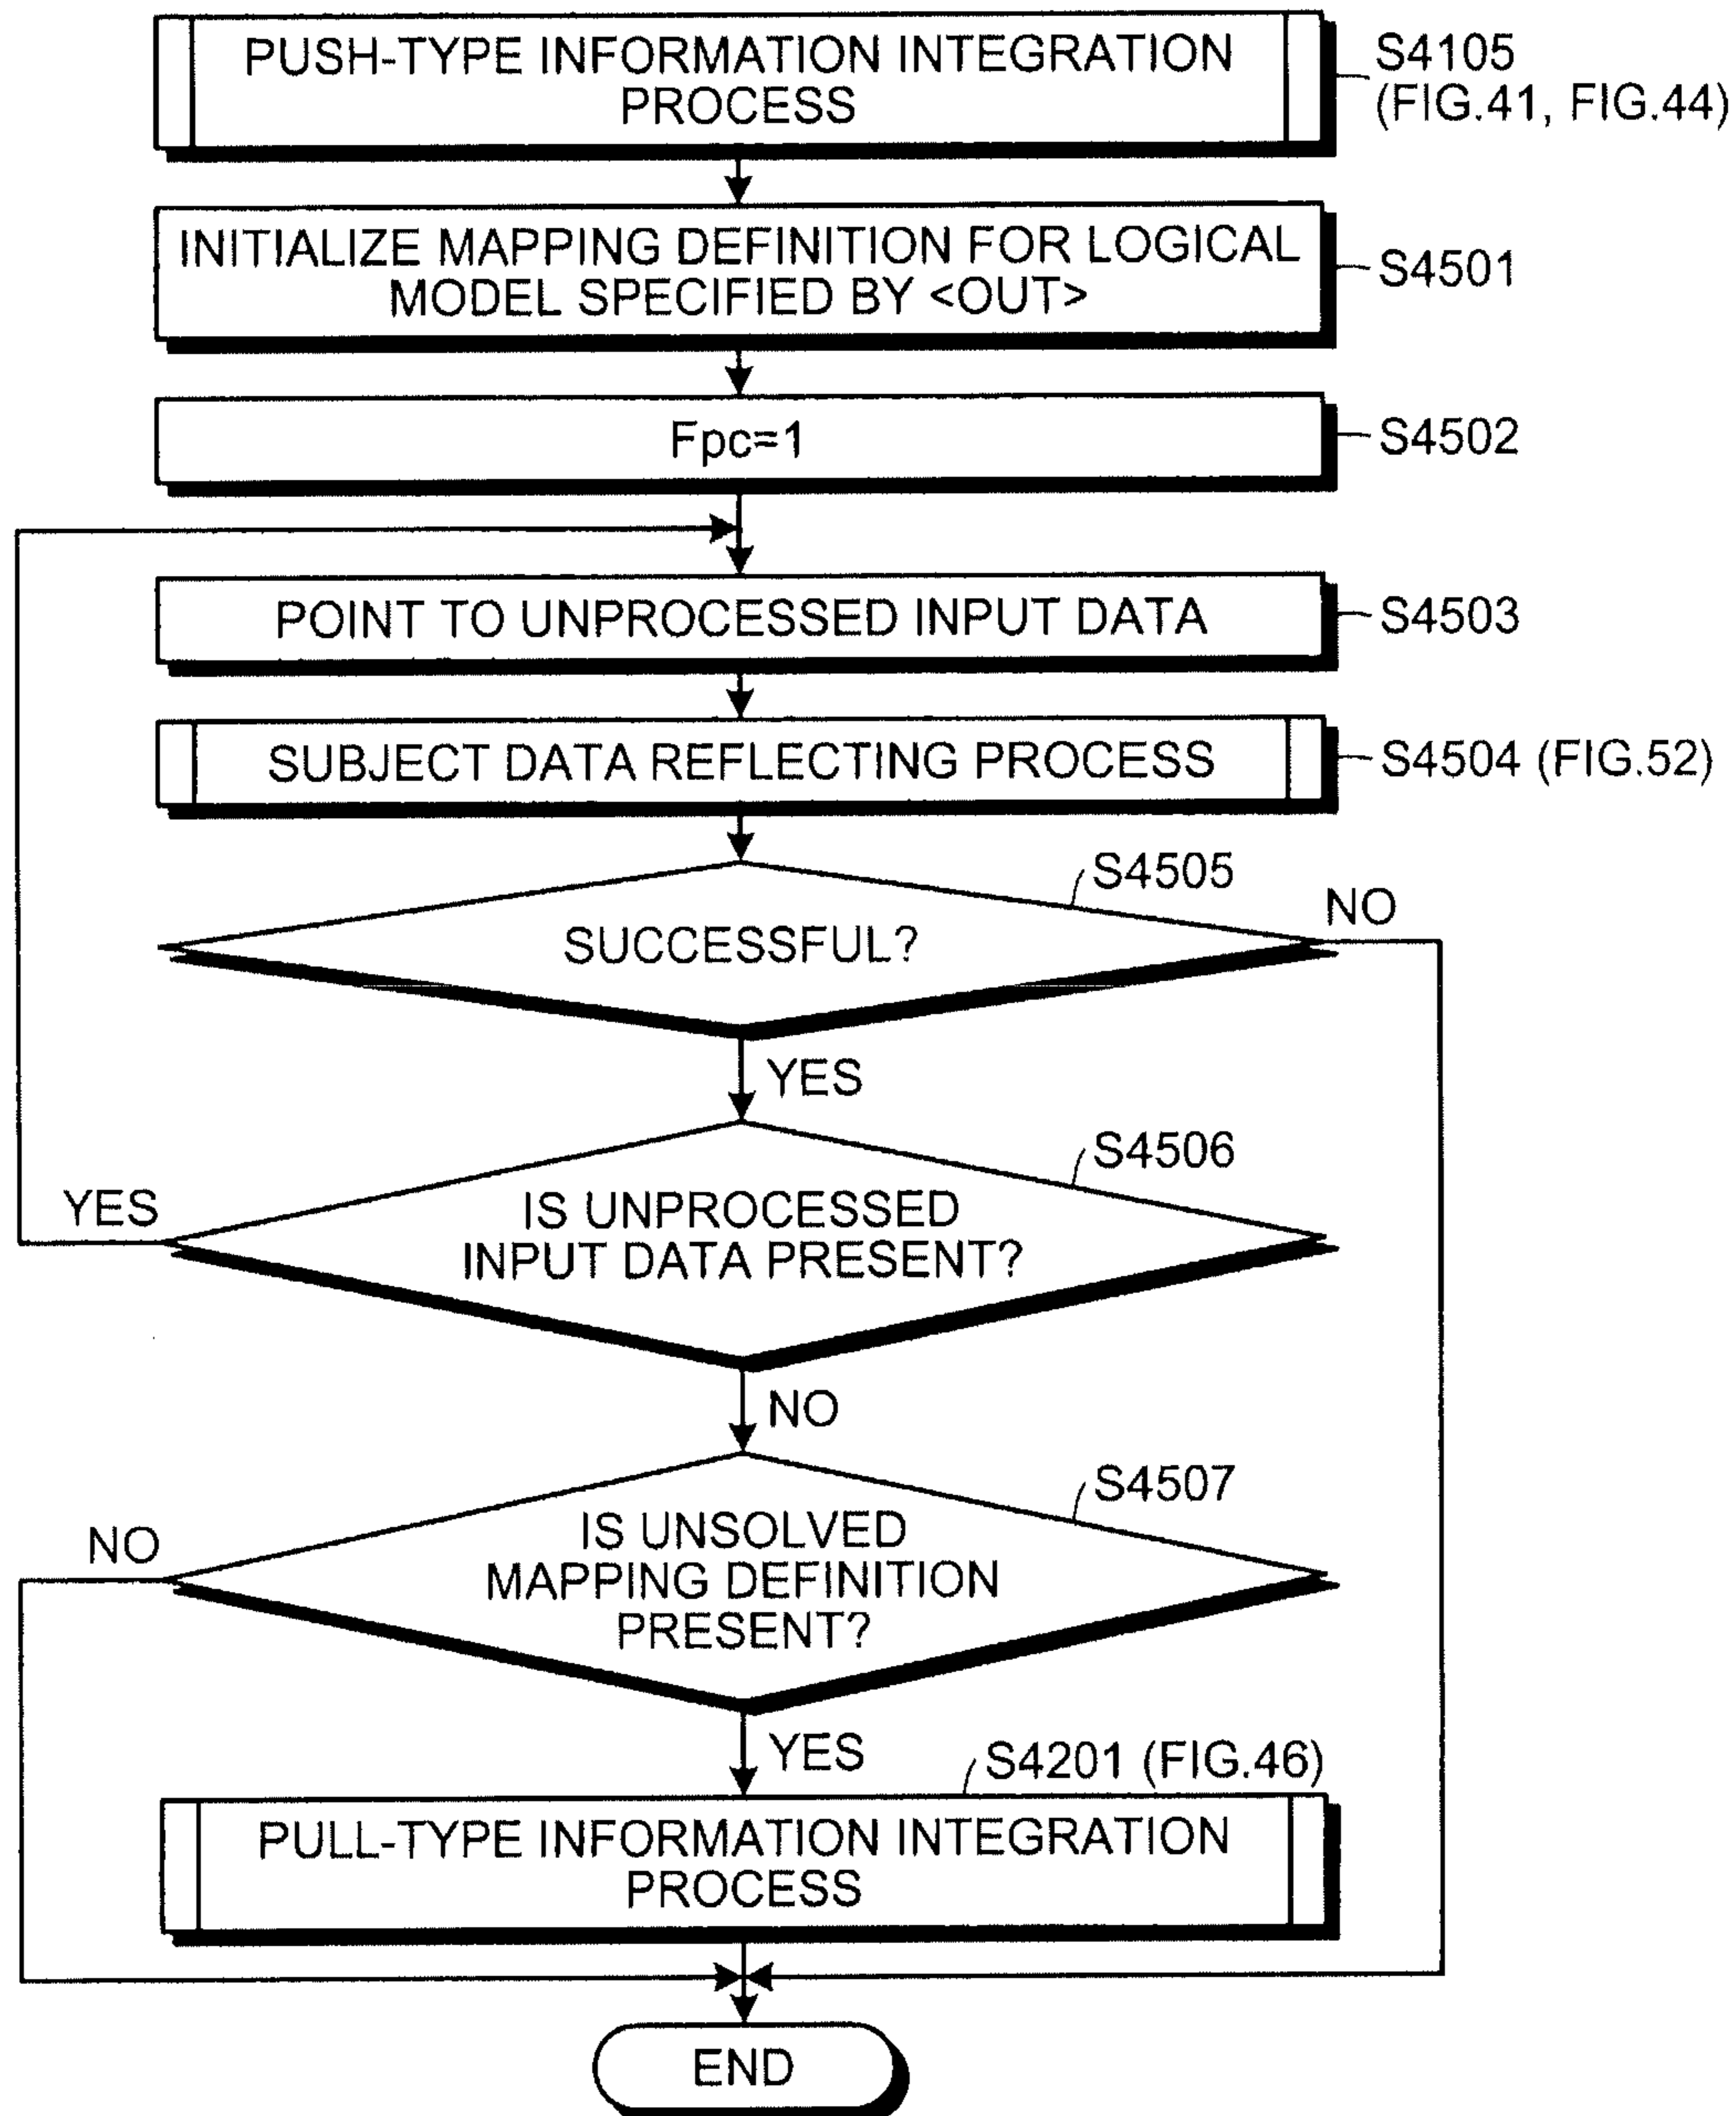 PUSH-TYPE INFORMATION INTEGRATION
PROCESS
S4105
(FIG.41, FIG.44)
INITIALIZE MAPPING DEFINITION FOR LOGICAL
MODEL SPECIFIED BY <OUT>
S4501
Fpc=1
S4502
POINT TO UNPROCESSED INPUT DATA
S4503
SUBJECT DATA REFLECTING PROCESS
S4504 (FIG.52)
S4505
NO
SUCCESSFUL?
YES
S4506
YES
IS UNPROCESSED
INPUT DATA PRESENT?
NO
S4507
NO
IS UNSOLVED
MAPPING DEFINITION
PRESENT?
YES
S4201 (FIG.46)
PULL-TYPE INFORMATION INTEGRATION
PROCESS
END